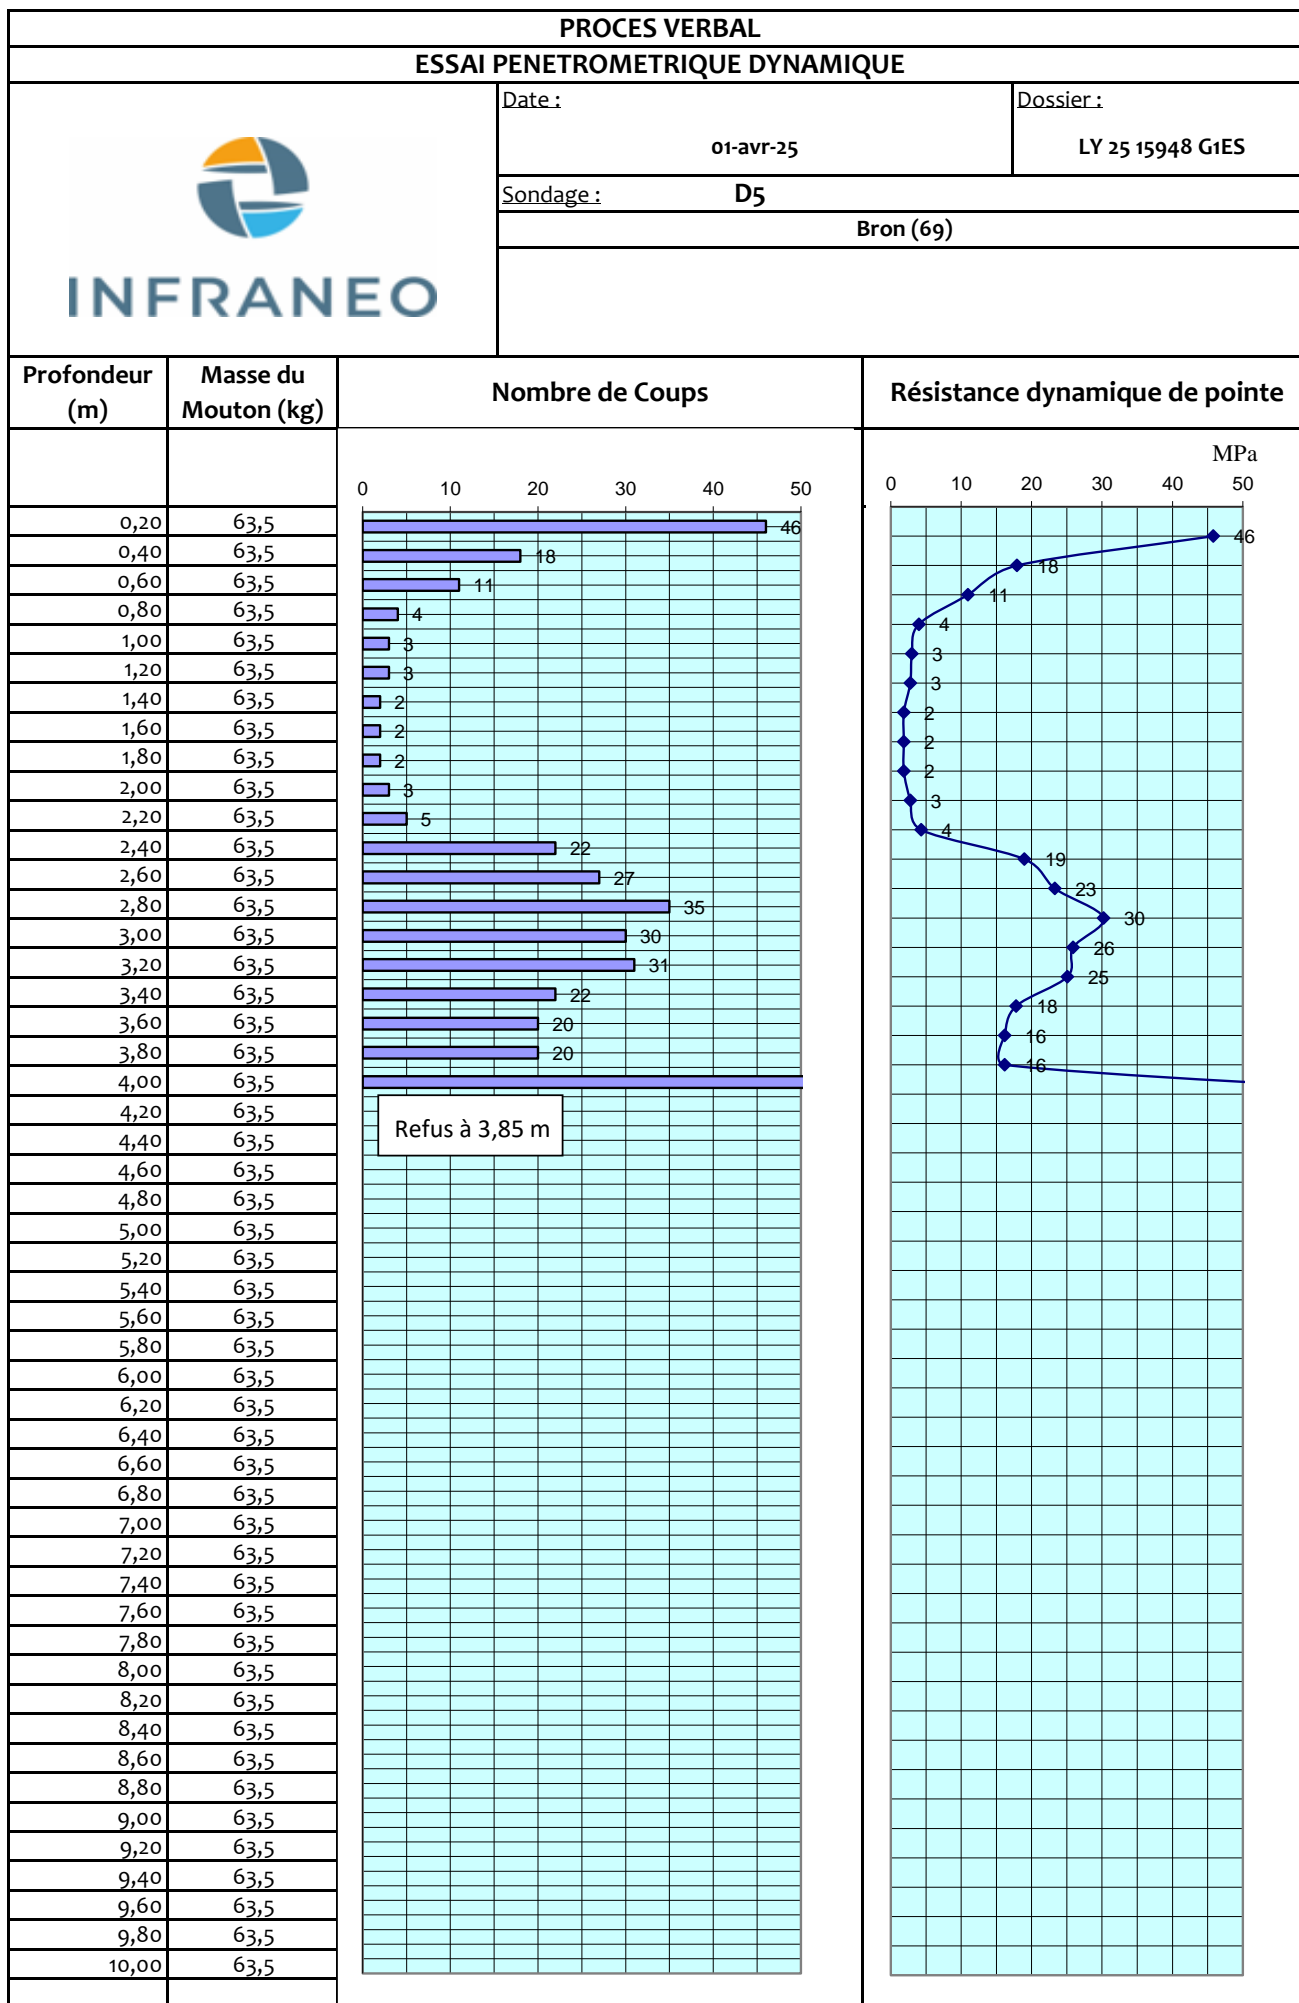 PROCES VERBAL
ESSAI PENETROMETRIQUE DYNAMIQUE
INFRANEO
Date :
01-avr-25
Dossier :
LY 25 15948 G1ES
Sondage : D5
Bron (69)
Profondeur (m)
Masse du Mouton (kg)
Nombre de Coups
Résistance dynamique de pointe
MPa
0 10 20 30 40 50
0 10 20 30 40 50
0,20 63,5 46 46
0,40 63,5 18 18
0,60 63,5 11 11
0,80 63,5 4 4
1,00 63,5 3 3
1,20 63,5 3 3
1,40 63,5 2 2
1,60 63,5 2 2
1,80 63,5 2 2
2,00 63,5 3 3
2,20 63,5 5 4
2,40 63,5 22 19
2,60 63,5 27 23
2,80 63,5 35 30
3,00 63,5 30 26
3,20 63,5 31 25
3,40 63,5 22 18
3,60 63,5 20 16
3,80 63,5 20 16
4,00 63,5
4,20 63,5
Refus à 3,85 m
4,40 63,5
4,60 63,5
4,80 63,5
5,00 63,5
5,20 63,5
5,40 63,5
5,60 63,5
5,80 63,5
6,00 63,5
6,20 63,5
6,40 63,5
6,60 63,5
6,80 63,5
7,00 63,5
7,20 63,5
7,40 63,5
7,60 63,5
7,80 63,5
8,00 63,5
8,20 63,5
8,40 63,5
8,60 63,5
8,80 63,5
9,00 63,5
9,20 63,5
9,40 63,5
9,60 63,5
9,80 63,5
10,00 63,5